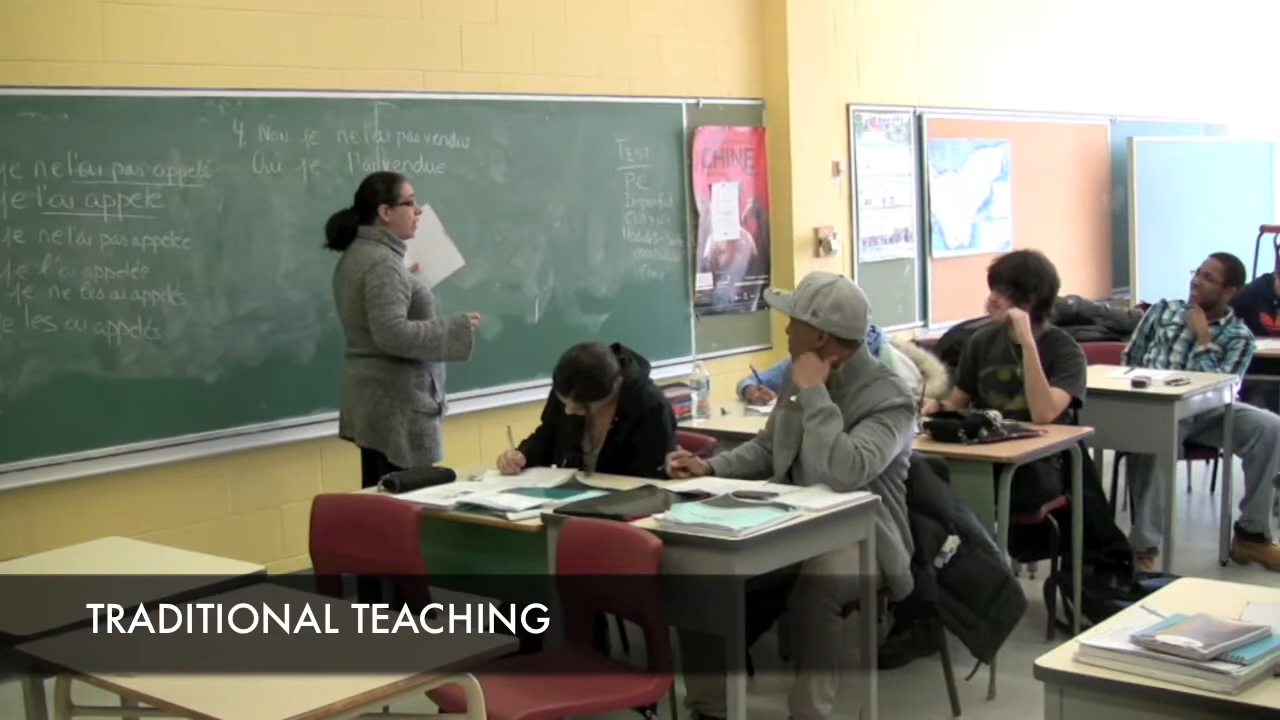 je ne l'ai pas appelé
je l'ai appelé
je ne l'ai pas appelée
je l'ai appelée
je ne les ai appelés
je les ai appelés
4. Non je ne l'ai pas vendue
Oui je l'ai vendue
TEST
PC
Imparfait
CHINE
TRADITIONAL TEACHING